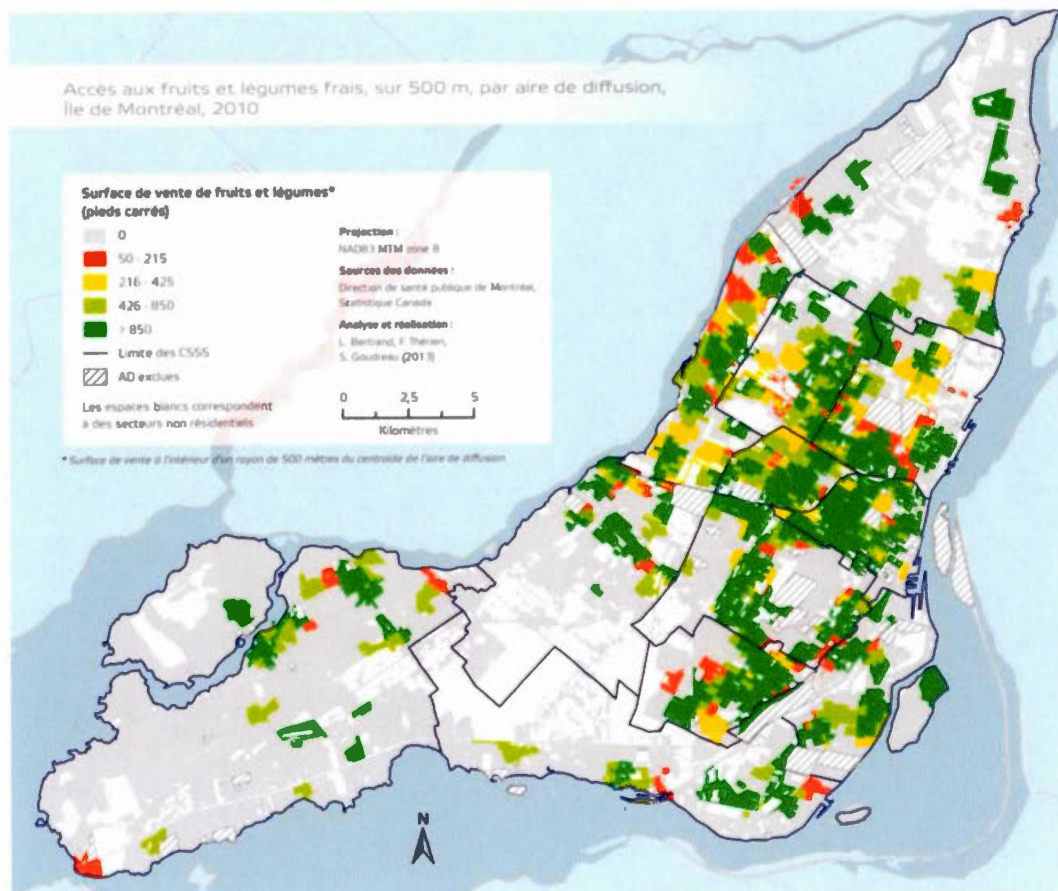 Accès aux fruits et légumes frais, sur 500 m, par aire de diffusion,
Île de Montréal, 2010
Surface de vente de fruits et légumes*
(pieds carrés)
0
50 - 215
216 - 425
426 - 850
> 850
Limite des CSSS
AD exclues
Les espaces blancs correspondent
à des secteurs non résidentiels
Projection :
NAD83 MTM zone 8
Sources des données :
Direction de santé publique de Montréal,
Statistique Canada
Analyse et réalisation :
L. Bertrand, F. Thérien,
S. Goudreau (2013)
0 2,5 5
Kilomètres
* Surface de vente à l'intérieur d'un rayon de 500 mètres du centroïde de l'aire de diffusion
N